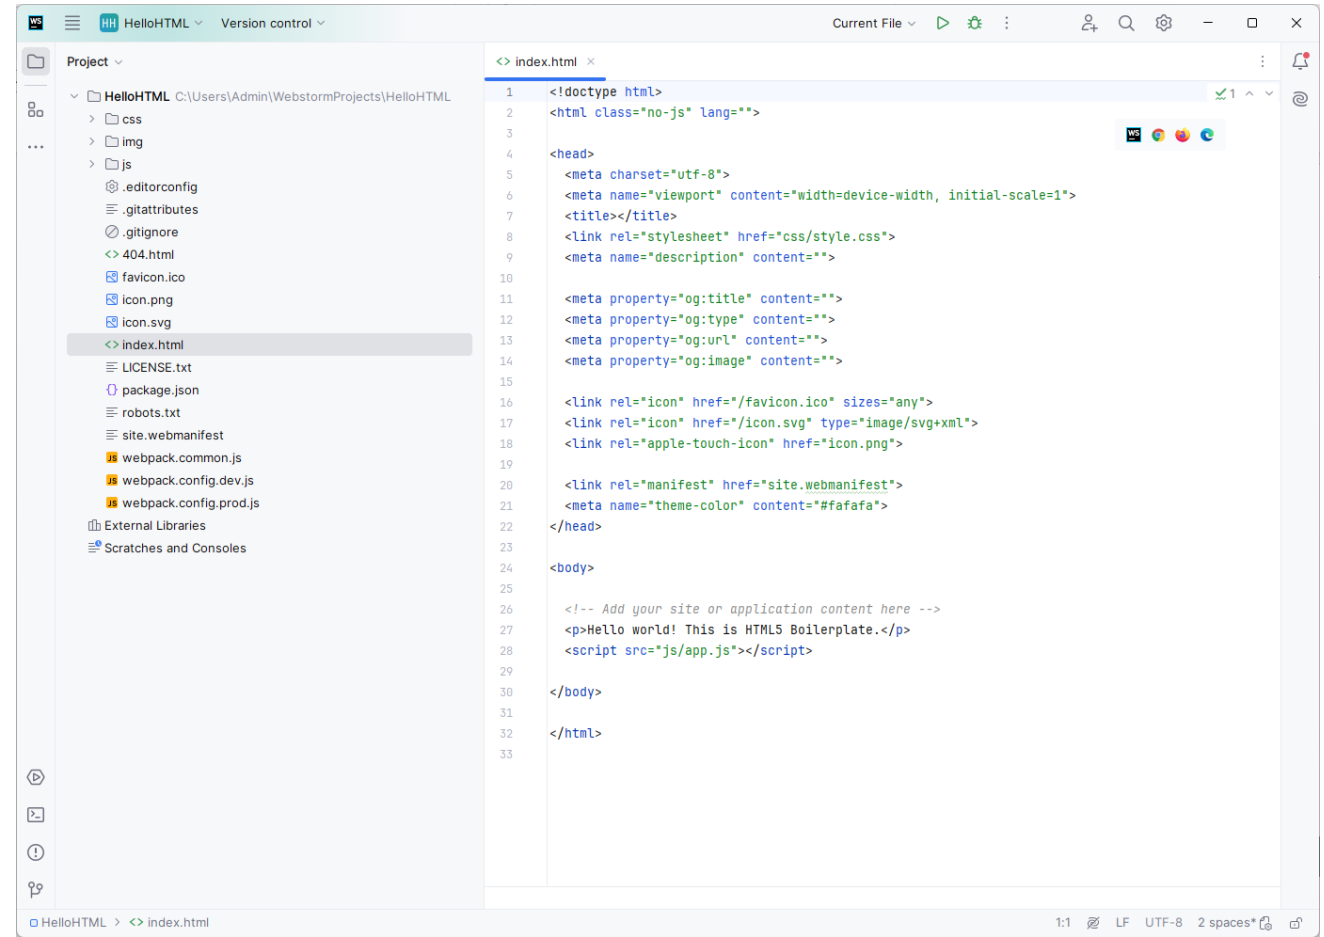 WS
HH HelloHTML Version control Current File
Project
index.html
HelloHTML C:\Users\Admin\WebstormProjects\HelloHTML
css
img
js
.editorconfig
.gitattributes
.gitignore
404.html
favicon.ico
icon.png
icon.svg
index.html
LICENSE.txt
package.json
robots.txt
site.webmanifest
JS webpack.common.js
JS webpack.config.dev.js
JS webpack.config.prod.js
External Libraries
Scratches and Consoles
1 <!doctype html>
1
2 <html class="no-js" lang="">
3
WS
4 <head>
5 <meta charset="utf-8">
6 <meta name="viewport" content="width=device-width, initial-scale=1">
7 <title></title>
8 <link rel="stylesheet" href="css/style.css">
9 <meta name="description" content="">
10
11 <meta property="og:title" content="">
12 <meta property="og:type" content="">
13 <meta property="og:url" content="">
14 <meta property="og:image" content="">
15
16 <link rel="icon" href="/favicon.ico" sizes="any">
17 <link rel="icon" href="/icon.svg" type="image/svg+xml">
18 <link rel="apple-touch-icon" href="icon.png">
19
20 <link rel="manifest" href="site.webmanifest">
21 <meta name="theme-color" content="#fafafa">
22 </head>
23
24 <body>
25
26 <!-- Add your site or application content here -->
27 <p>Hello world! This is HTML5 Boilerplate.</p>
28 <script src="js/app.js"></script>
29
30 </body>
31
32 </html>
33
HelloHTML > <> index.html
1:1 LF UTF-8 2 spaces*